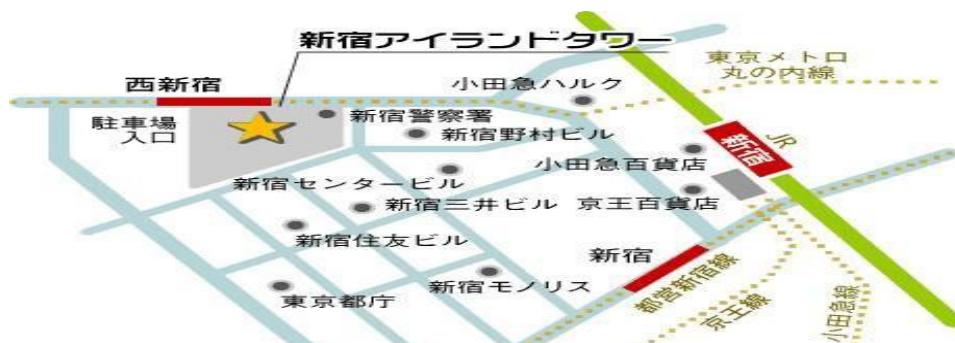 新宿アイランドタワー
東京メトロ
丸の内線
西新宿
小田急ハルク
駐車場
入口
新宿警察署
新宿野村ビル
JR
新宿
小田急百貨店
新宿センタービル
新宿三井ビル
京王百貨店
新宿住友ビル
新宿
都営新宿線
東京都庁
新宿モノリス
京王線
小田急線